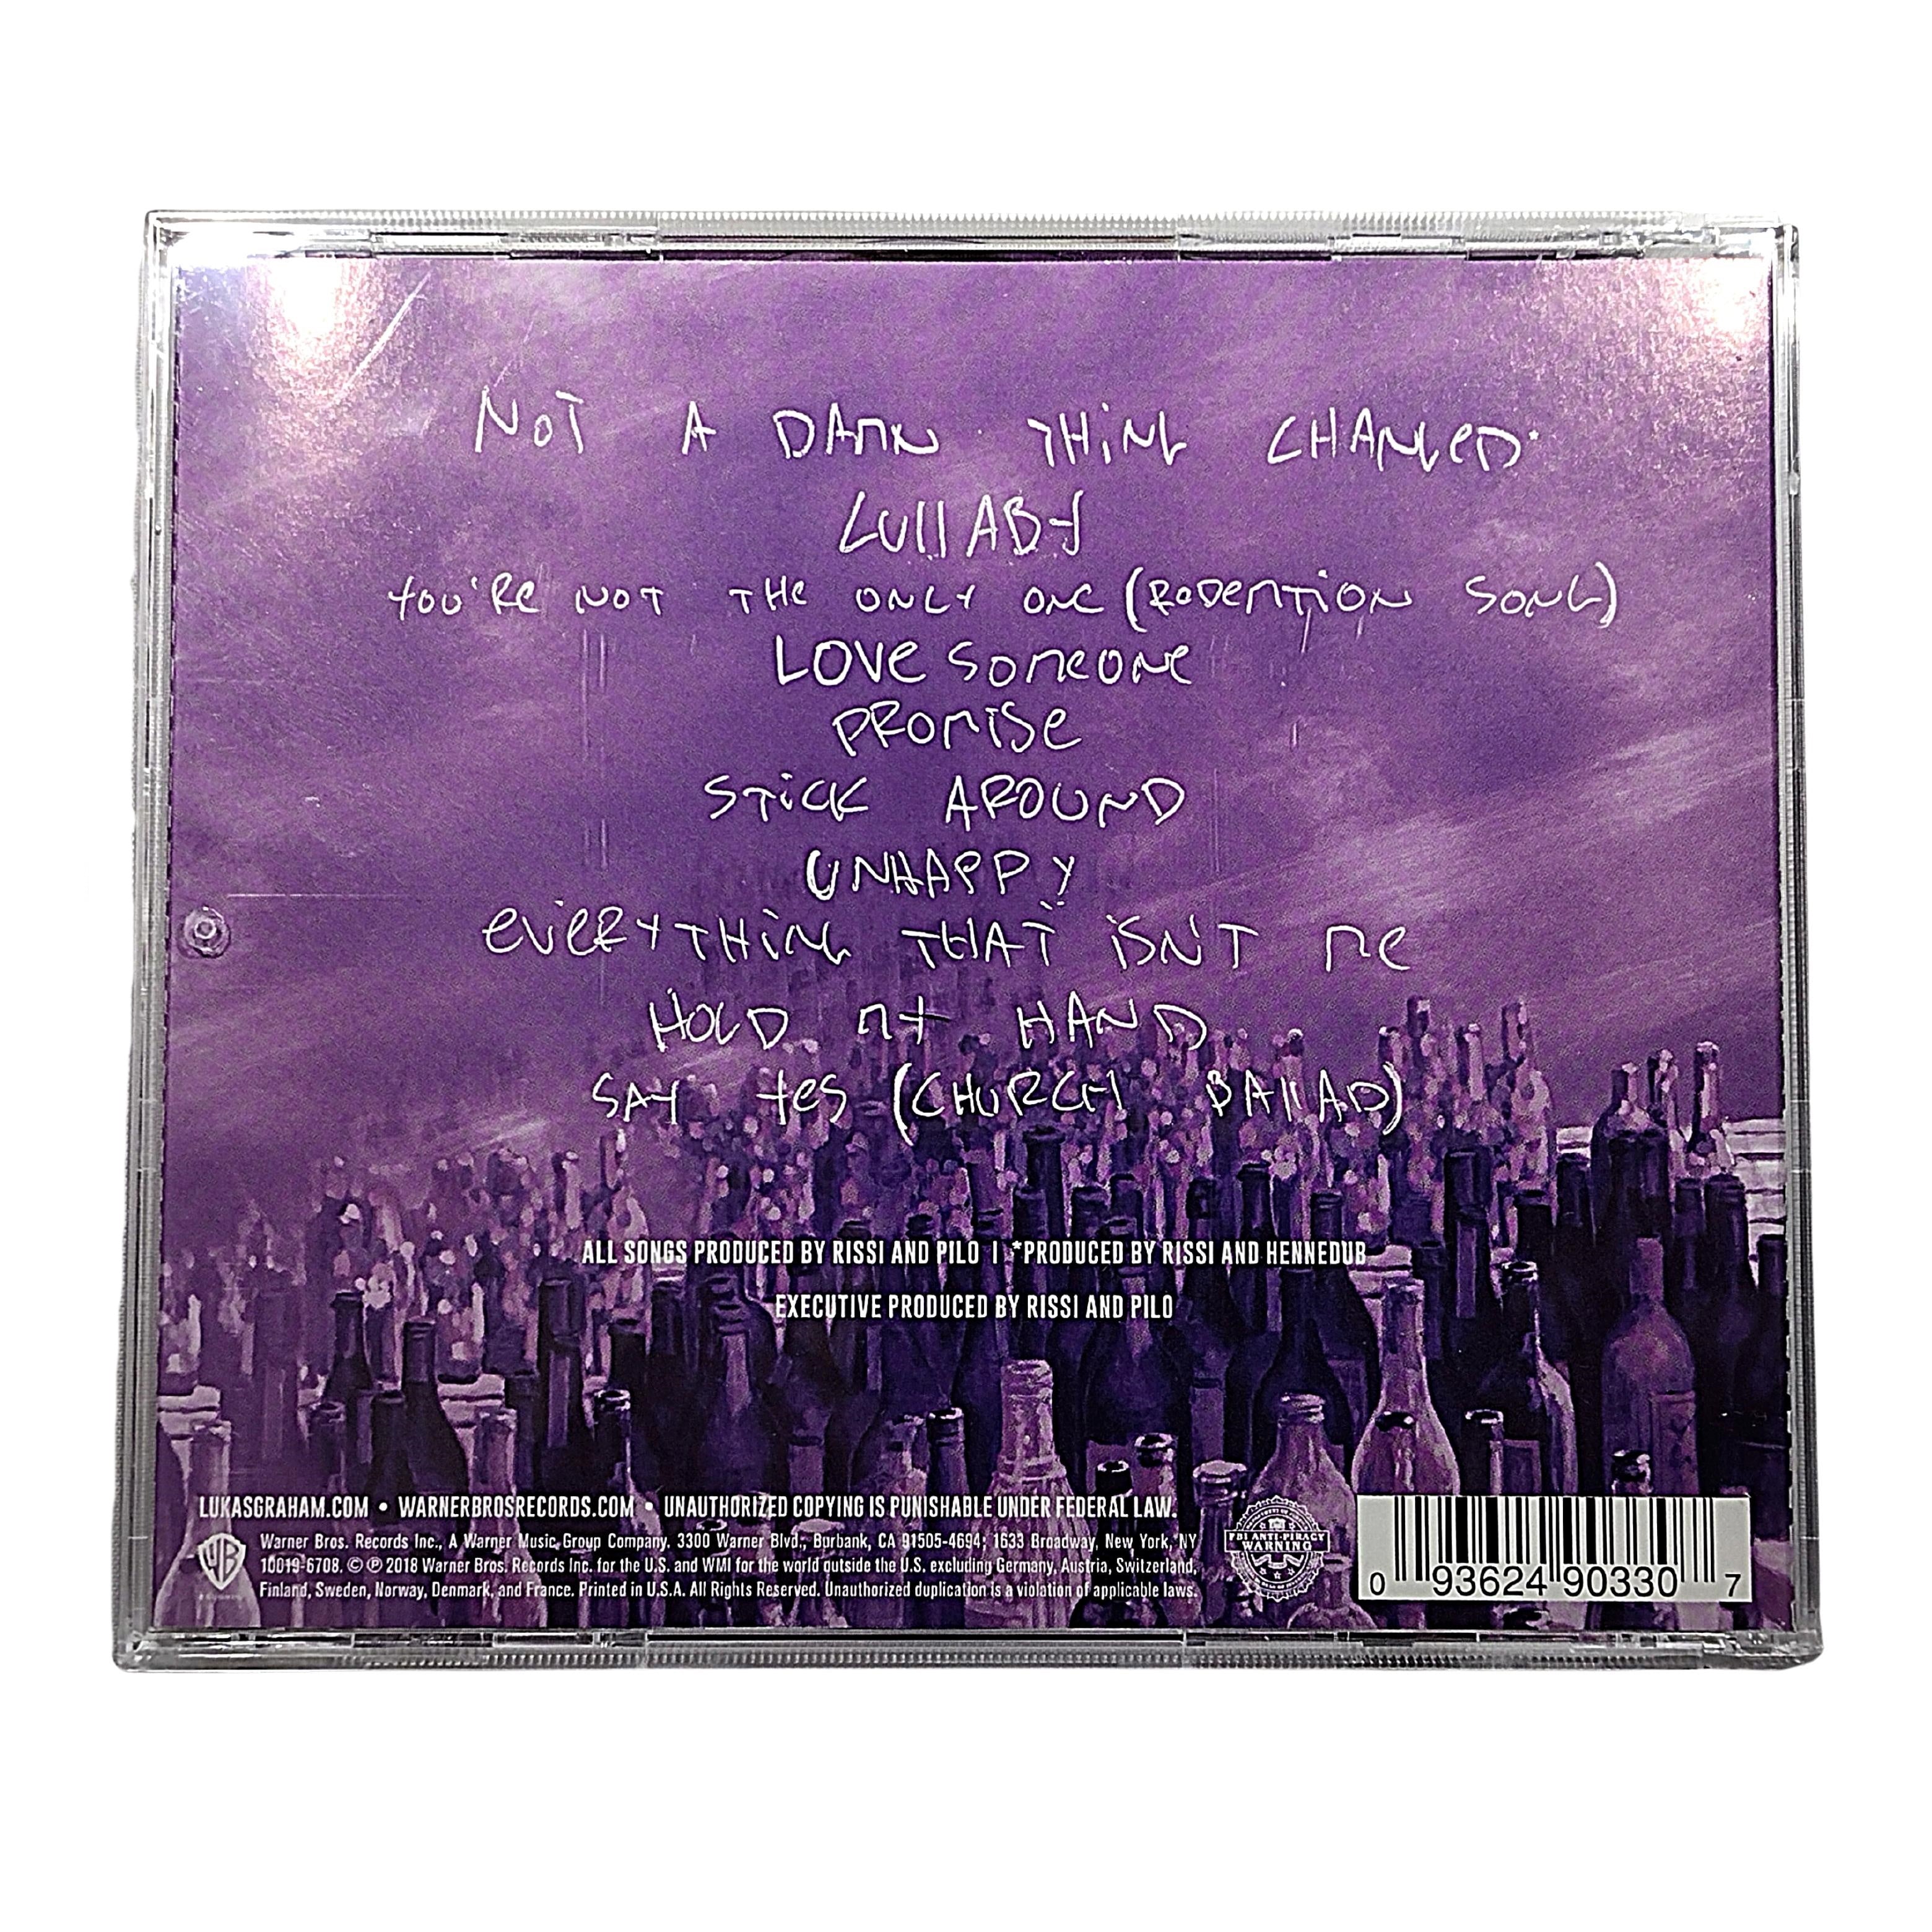 NOT A DAMN THING CHANGED*
LULLABY
YOU'RE NOT THE ONLY ONE (REDEMPTION SONG)
LOVE SOMEONE
PROMISE
STICK AROUND
UNHAPPY
EVERYTHING THAT ISN'T ME
HOLD MY HAND
SAY YES (CHURCH BALLAD)
ALL SONGS PRODUCED BY RISSI AND PILO | *PRODUCED BY RISSI AND HENNEDUB
EXECUTIVE PRODUCED BY RISSI AND PILO
LUKASGRAHAM.COM • WARNERBROSRECORDS.COM • UNAUTHORIZED COPYING IS PUNISHABLE UNDER FEDERAL LAW.
Warner Bros. Records Inc., A Warner Music Group Company. 3300 Warner Blvd., Burbank, CA 91505-4694; 1633 Broadway, New York, NY
10019-6708. © ℗ 2018 Warner Bros. Records Inc. for the U.S. and WMI for the world outside the U.S. excluding Germany, Austria, Switzerland,
Finland, Sweden, Norway, Denmark, and France. Printed in U.S.A. All Rights Reserved. Unauthorized duplication is a violation of applicable laws.
WB
FBI ANTI-PIRACY
WARNING
0 93624 90330 7